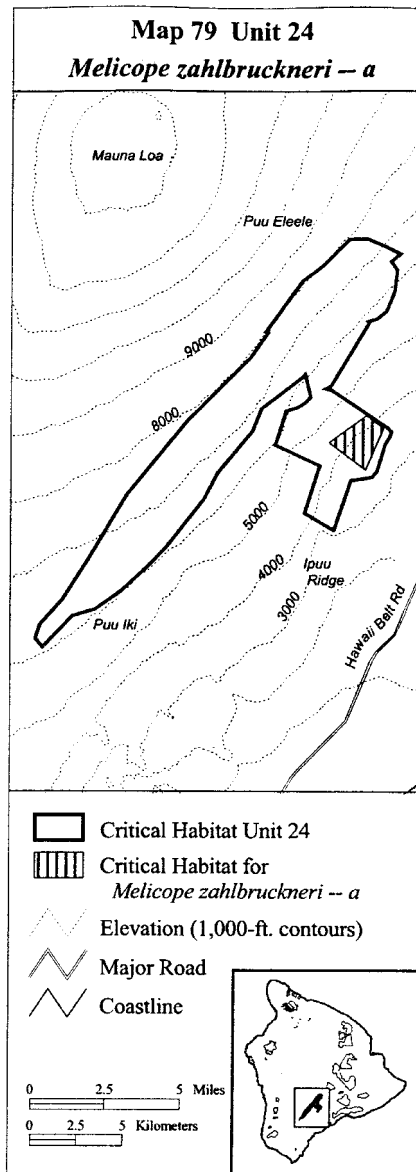 Map 79 Unit 24
Melicope zahlbruckneri -- a
Mauna Loa
Puu Eleele
9000
8000
5000
4000
3000
Ipuu
Ridge
Puu Iki
Hawaii Belt Rd
Critical Habitat Unit 24
Critical Habitat for
Melicope zahlbruckneri -- a
Elevation (1,000-ft. contours)
Major Road
Coastline
0 2.5 5 Miles
0 2.5 5 Kilometers